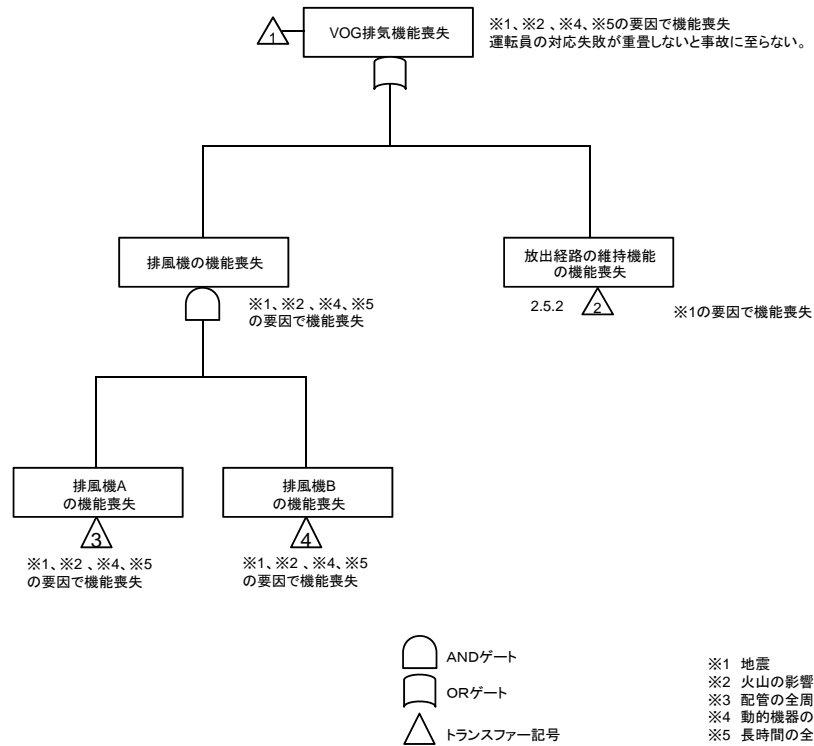 1
VOG排気機能喪失
※1、※2 、※4、※5の要因で機能喪失
運転員の対応失敗が重畳しないと事故に至らない。
排風機の機能喪失
※1、※2 、※4、※5
の要因で機能喪失
放出経路の維持機能
の機能喪失
2.5.2
2
※1の要因で機能喪失
排風機A
の機能喪失
3
※1、※2 、※4、※5
の要因で機能喪失
排風機B
の機能喪失
4
※1、※2 、※4、※5
の要因で機能喪失
ANDゲート
ORゲート
トランスファー記号
※1 地震
※2 火山の影響
※3 配管の全周
※4 動的機器の
※5 長時間の全